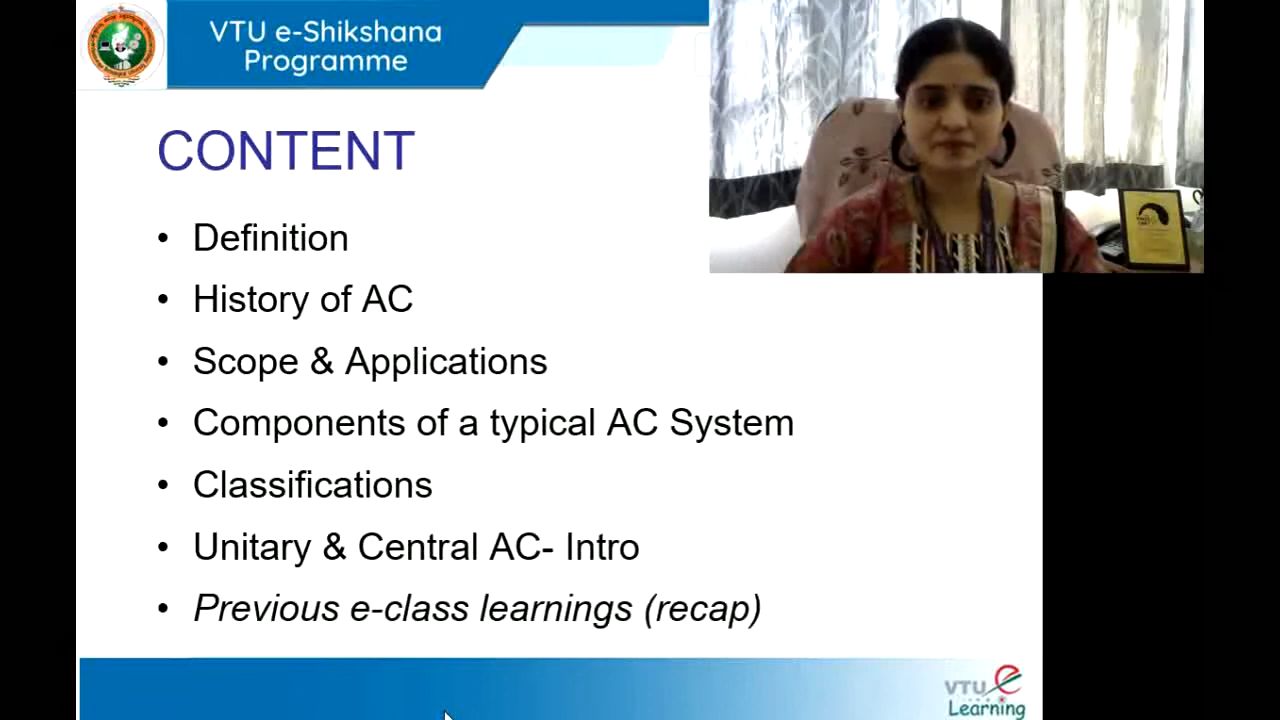 VTU e-Shikshana
Programme
CONTENT
• Definition
• History of AC
• Scope & Applications
• Components of a typical AC System
• Classifications
• Unitary & Central AC- Intro
• Previous e-class learnings (recap)
VTU e
Learning